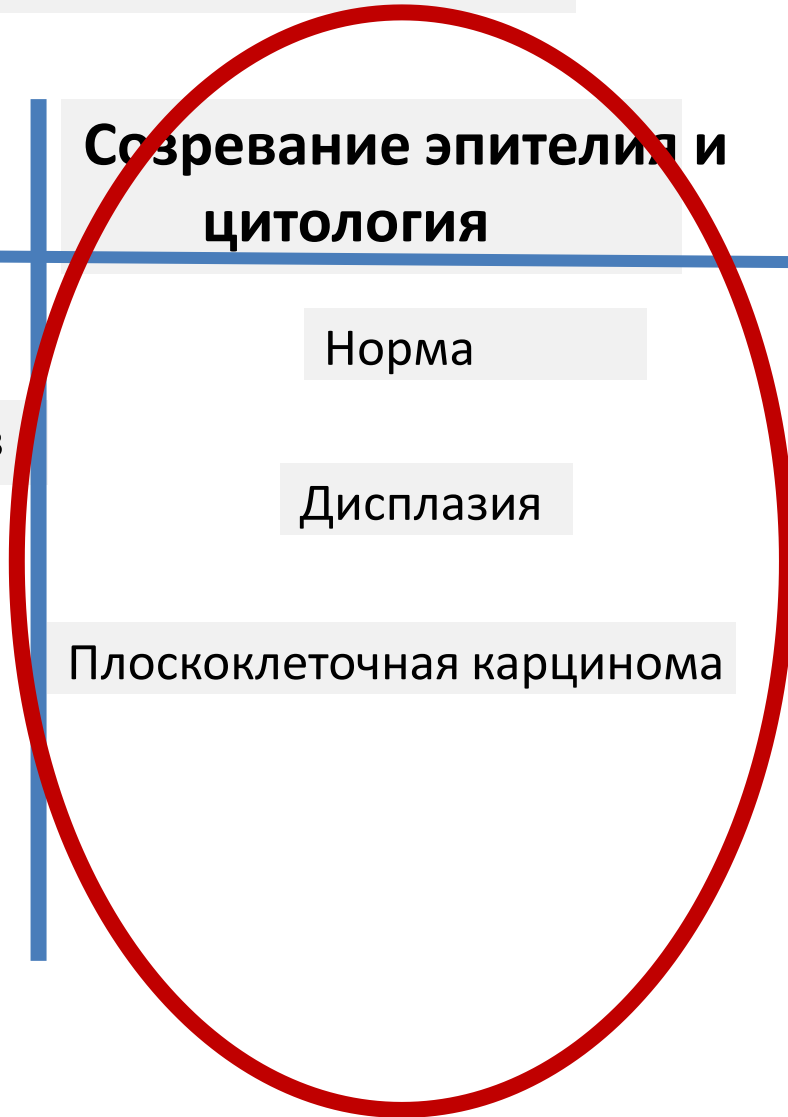 Созревание эпителия и
цитология
Норма
Дисплазия
Плоскоклеточная карцинома